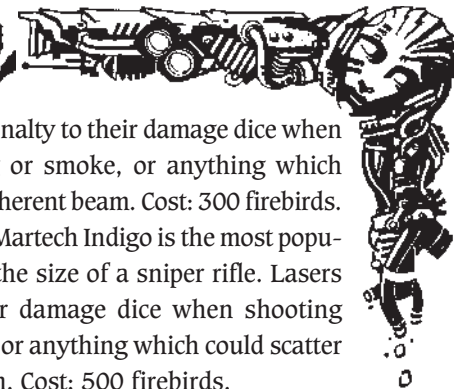 nalty to their damage dice when
or smoke, or anything which
herent beam. Cost: 300 firebirds.
Martech Indigo is the most popu-
the size of a sniper rifle. Lasers
r damage dice when shooting
or anything which could scatter
. Cost: 500 firebirds.